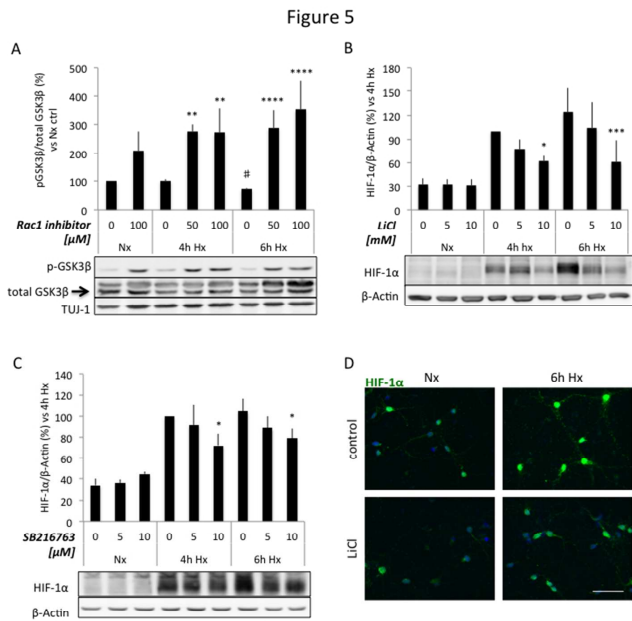 Figure 5
A
pGSK3β/total GSK3β (%)
vs Nx ctrl
500
400
300
200
100
0
** ** **** ****
#
Rac1 inhibitor
[µM]
0 100 0 50 100 0 50 100
Nx 4h Hx 6h Hx
p-GSK3β
total GSK3β
TUJ-1
B
HIF-1α/β-Actin (%) vs 4h Hx
180
150
120
90
60
30
0
* ***
LiCl
[mM]
0 5 10 0 5 10 0 5 10
Nx 4h hx 6h Hx
HIF-1α
β-Actin
C
HIF-1α/β-Actin (%) vs 4h Hx
140
120
100
80
60
40
20
0
* *
SB216763
[µM]
0 5 10 0 5 10 0 5 10
Nx 4h Hx 6h Hx
HIF-1α
β-Actin
D
HIF-1α
Nx 6h Hx
control
LiCl